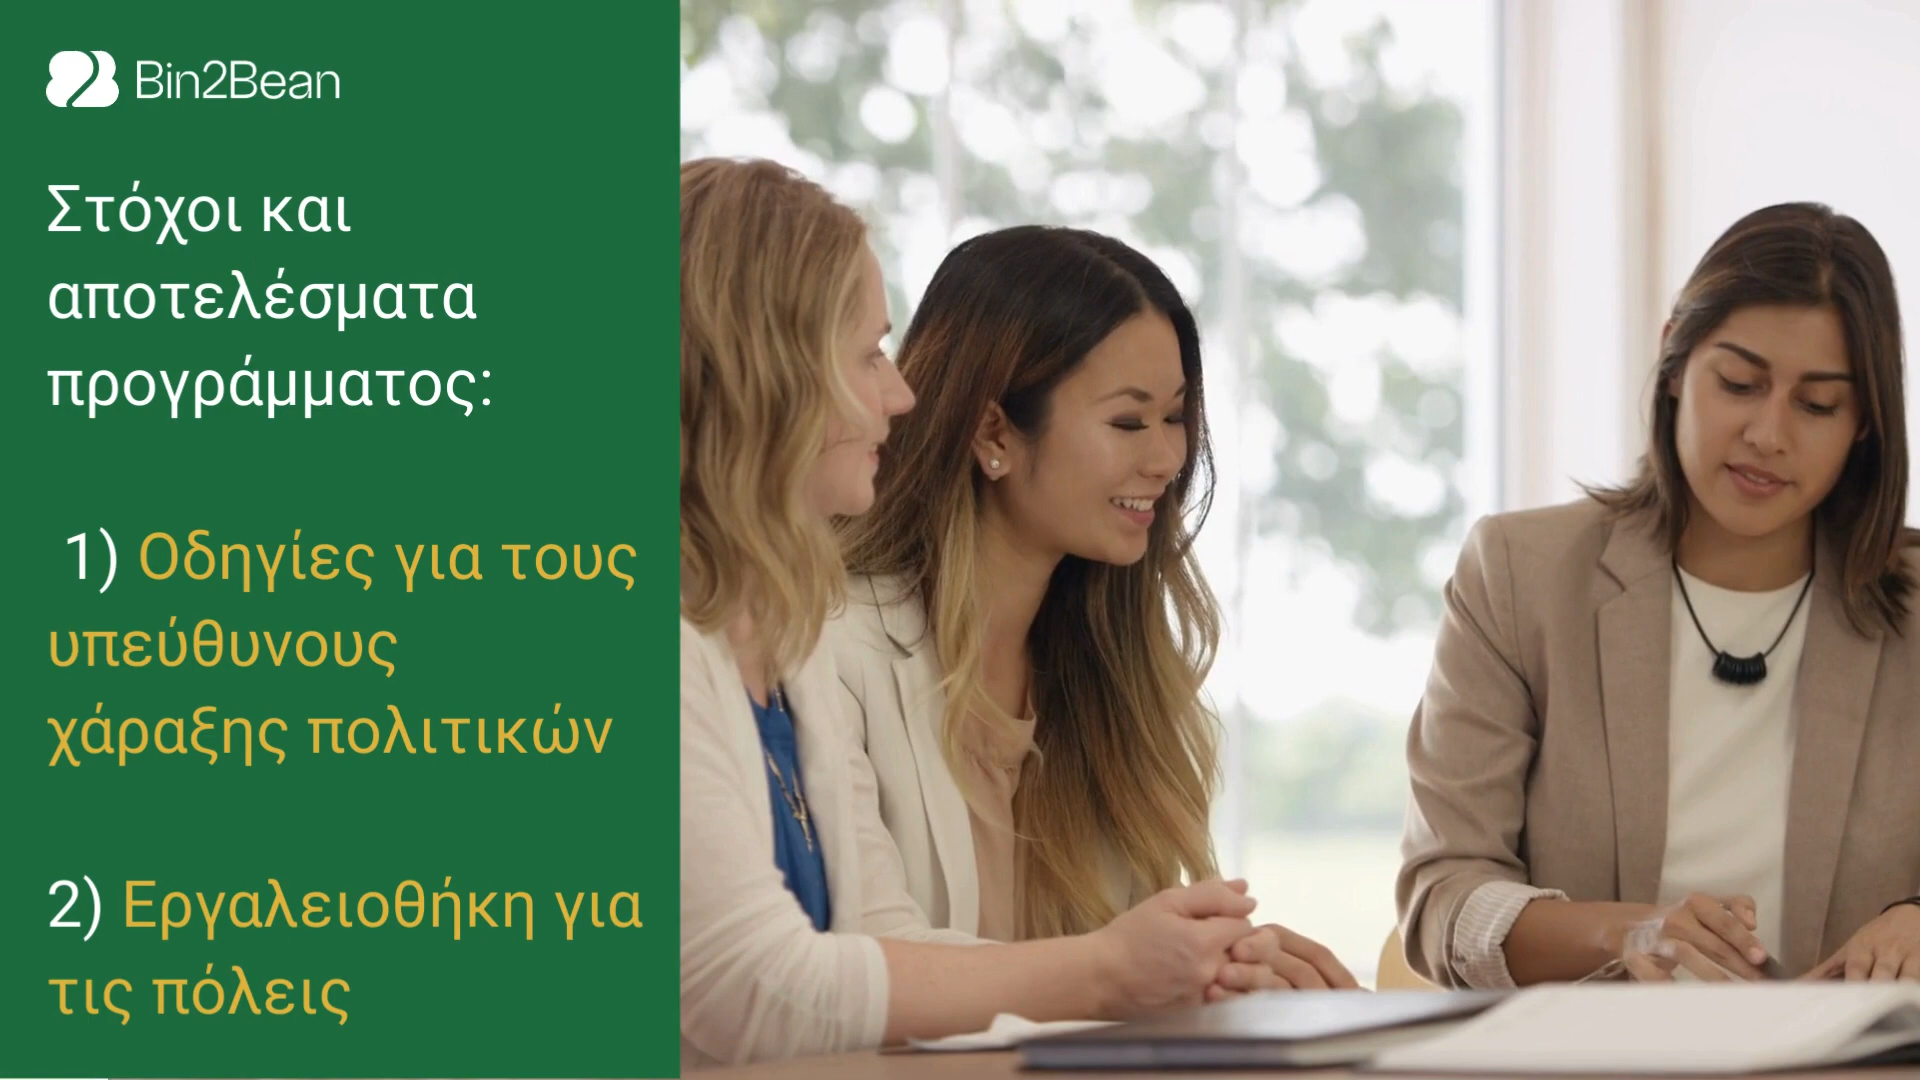 Bin2Bean
Στόχοι και
αποτελέσματα
προγράμματος:
1) Οδηγίες για τους
υπεύθυνους
χάραξης πολιτικών
2) Εργαλειοθήκη για
τις πόλεις